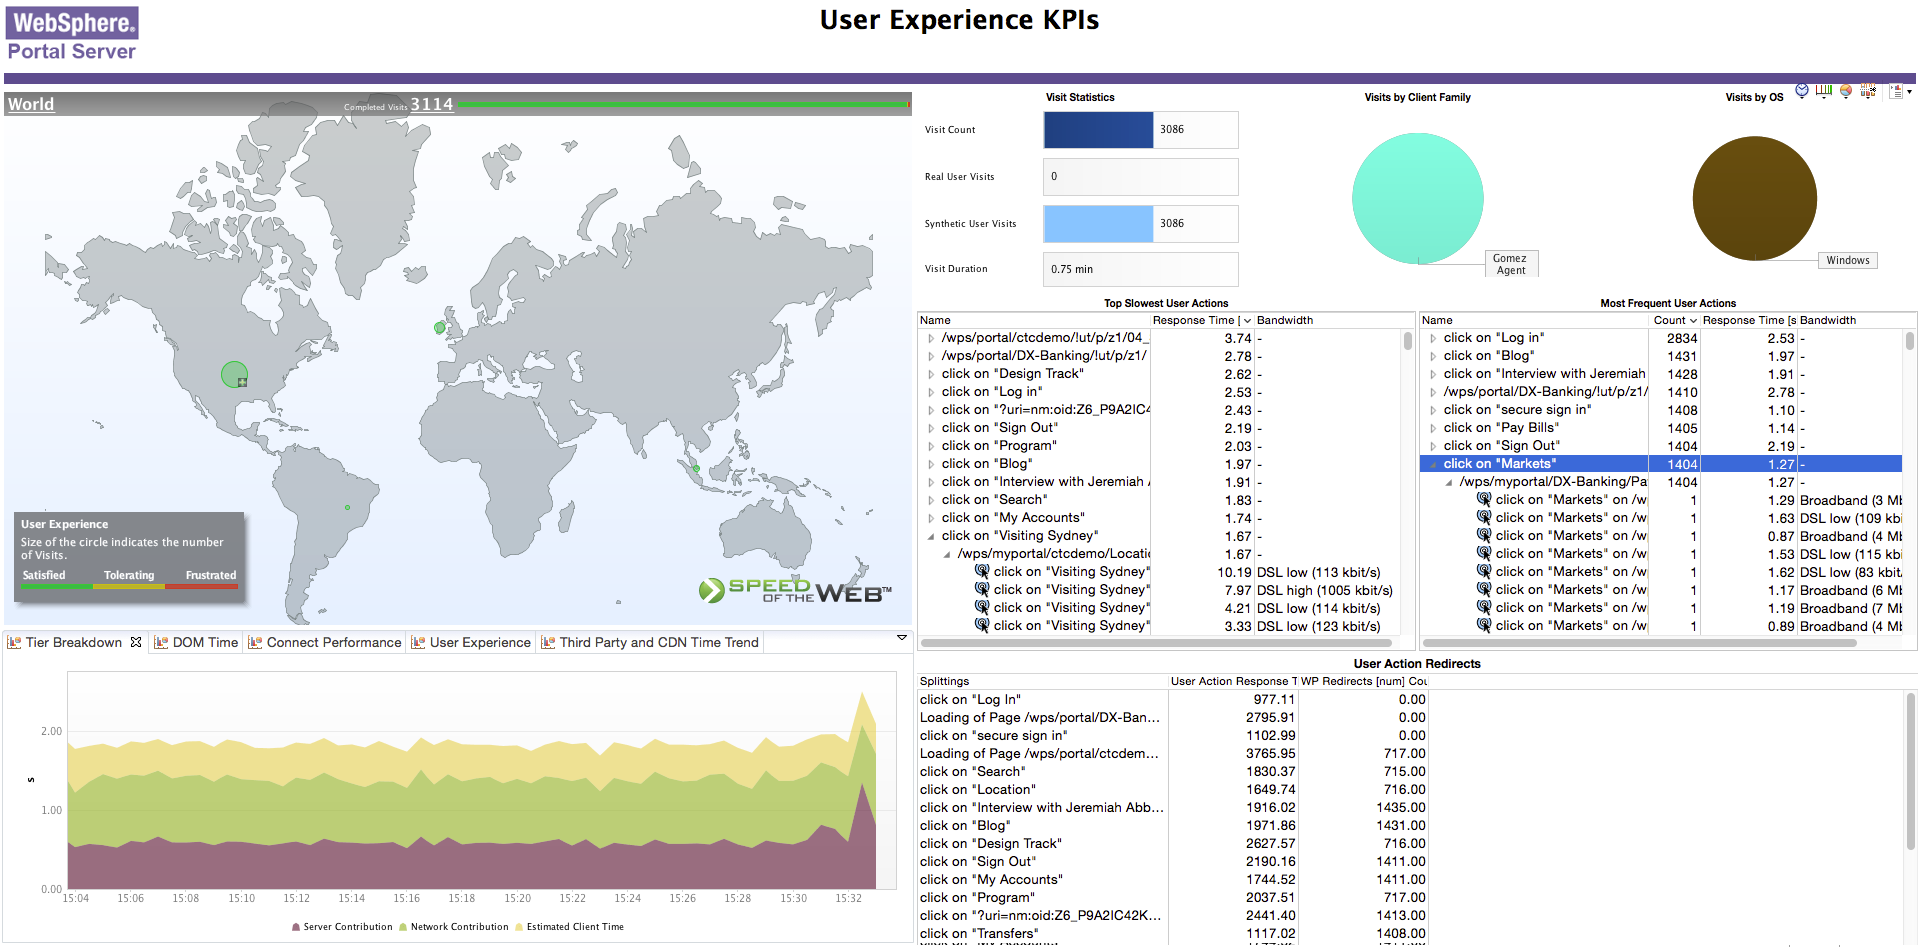 WebSphere®
Portal Server
User Experience KPIs
World
Completed Visits 3114
User Experience
Size of the circle indicates the number
of Visits.
Satisfied Tolerating Frustrated
SPEED
OF THE WEB™
Visit Statistics
Visit Count 3086
Real User Visits 0
Synthetic User Visits 3086
Visit Duration 0.75 min
Visits by Client Family
Gomez
Agent
Visits by OS
Windows
Top Slowest User Actions
Name Response Time [ Bandwidth
/wps/portal/ctcdemo/!ut/p/z1/04_ 3.74 -
/wps/portal/DX-Banking/!ut/p/z1/ 2.78 -
click on "Design Track" 2.62 -
click on "Log in" 2.53 -
click on "?uri=nm:oid:Z6_P9A2IC4 2.43 -
click on "Sign Out" 2.19 -
click on "Program" 2.03 -
click on "Blog" 1.97 -
click on "Interview with Jeremiah 1.91 -
click on "Search" 1.83 -
click on "My Accounts" 1.74 -
click on "Visiting Sydney" 1.67 -
/wps/myportal/ctcdemo/Locatio 1.67 -
click on "Visiting Sydney" 10.19 DSL low (113 kbit/s)
click on "Visiting Sydney" 7.97 DSL high (1005 kbit/s)
click on "Visiting Sydney" 4.21 DSL low (114 kbit/s)
click on "Visiting Sydney" 3.33 DSL low (123 kbit/s)
Most Frequent User Actions
Name Count Response Time [s Bandwidth
click on "Log in" 2834 2.53 -
click on "Blog" 1431 1.97 -
click on "Interview with Jeremiah 1428 1.91 -
/wps/portal/DX-Banking/!ut/p/z1/ 1410 2.78 -
click on "secure sign in" 1408 1.10 -
click on "Pay Bills" 1405 1.14 -
click on "Sign Out" 1404 2.19 -
click on "Markets" 1404 1.27 -
/wps/myportal/DX-Banking/Pa 1404 1.27 -
click on "Markets" on /w 1 1.29 Broadband (3 Mb
click on "Markets" on /w 1 1.63 DSL low (109 kbi
click on "Markets" on /w 1 0.87 Broadband (4 Mb
click on "Markets" on /w 1 1.53 DSL low (115 kbi
click on "Markets" on /w 1 1.62 DSL low (83 kbit
click on "Markets" on /w 1 1.17 Broadband (6 Mb
click on "Markets" on /w 1 1.19 Broadband (7 Mb
click on "Markets" on /w 1 0.89 Broadband (4 Mb
Tier Breakdown DOM Time Connect Performance User Experience Third Party and CDN Time Trend
2.00
s
1.00
0.00
15:04 15:06 15:08 15:10 15:12 15:14 15:16 15:18 15:20 15:22 15:24 15:26 15:28 15:30 15:32
Server Contribution Network Contribution Estimated Client Time
User Action Redirects
Splittings User Action Response T WP Redirects [num] Cou
click on "Log In" 977.11 0.00
Loading of Page /wps/portal/DX-Ban... 2795.91 0.00
click on "secure sign in" 1102.99 0.00
Loading of Page /wps/portal/ctcdem... 3765.95 717.00
click on "Search" 1830.37 715.00
click on "Location" 1649.74 716.00
click on "Interview with Jeremiah Abb... 1916.02 1435.00
click on "Blog" 1971.86 1431.00
click on "Design Track" 2627.57 716.00
click on "Sign Out" 2190.16 1411.00
click on "My Accounts" 1744.52 1411.00
click on "Program" 2037.51 717.00
click on "?uri=nm:oid:Z6_P9A2IC42K... 2441.40 1413.00
click on "Transfers" 1117.02 1408.00